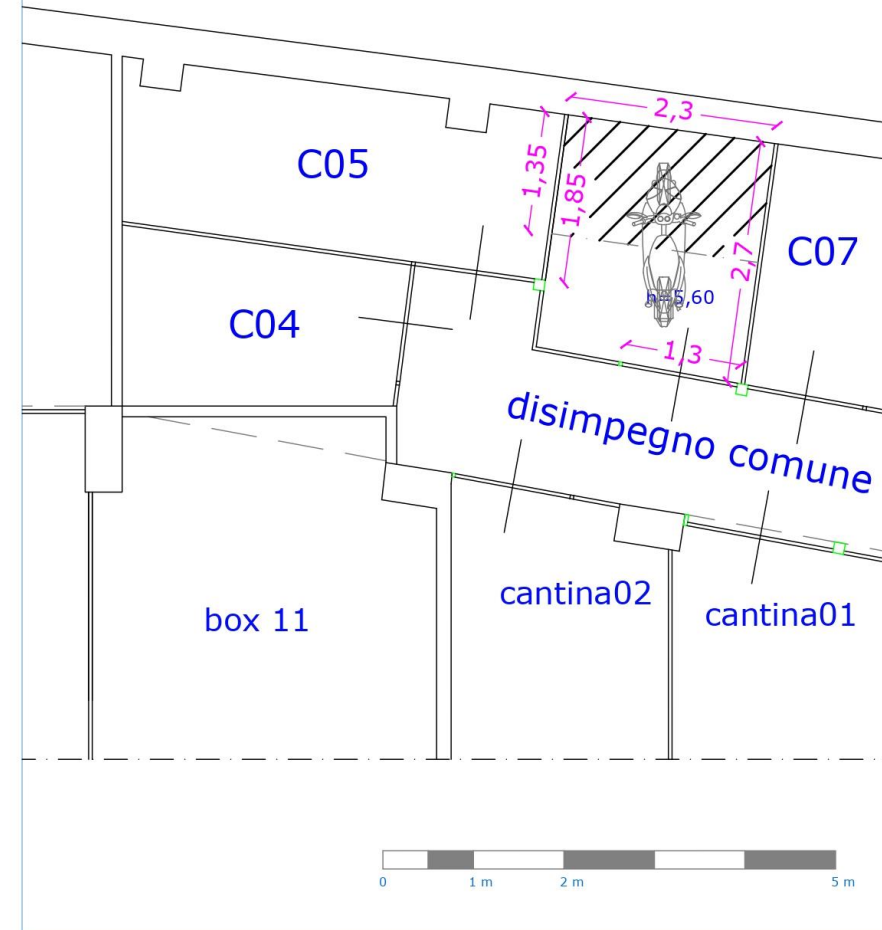 2,3
C05
1,35
1,85
C07
2,7
h=5,60
C04
1,3
disimpegno comune
cantina02
box 11
cantina01
0
1 m
2 m
5 m